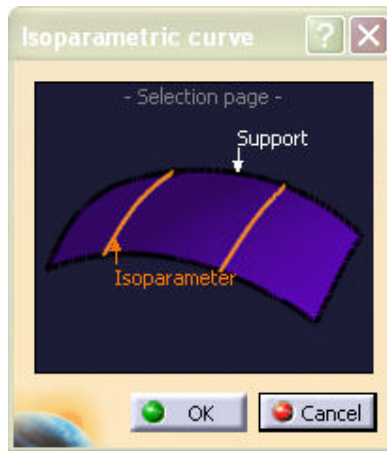 Isoparametric curve
- Selection page -
Support
Isoparameter
OK
Cancel